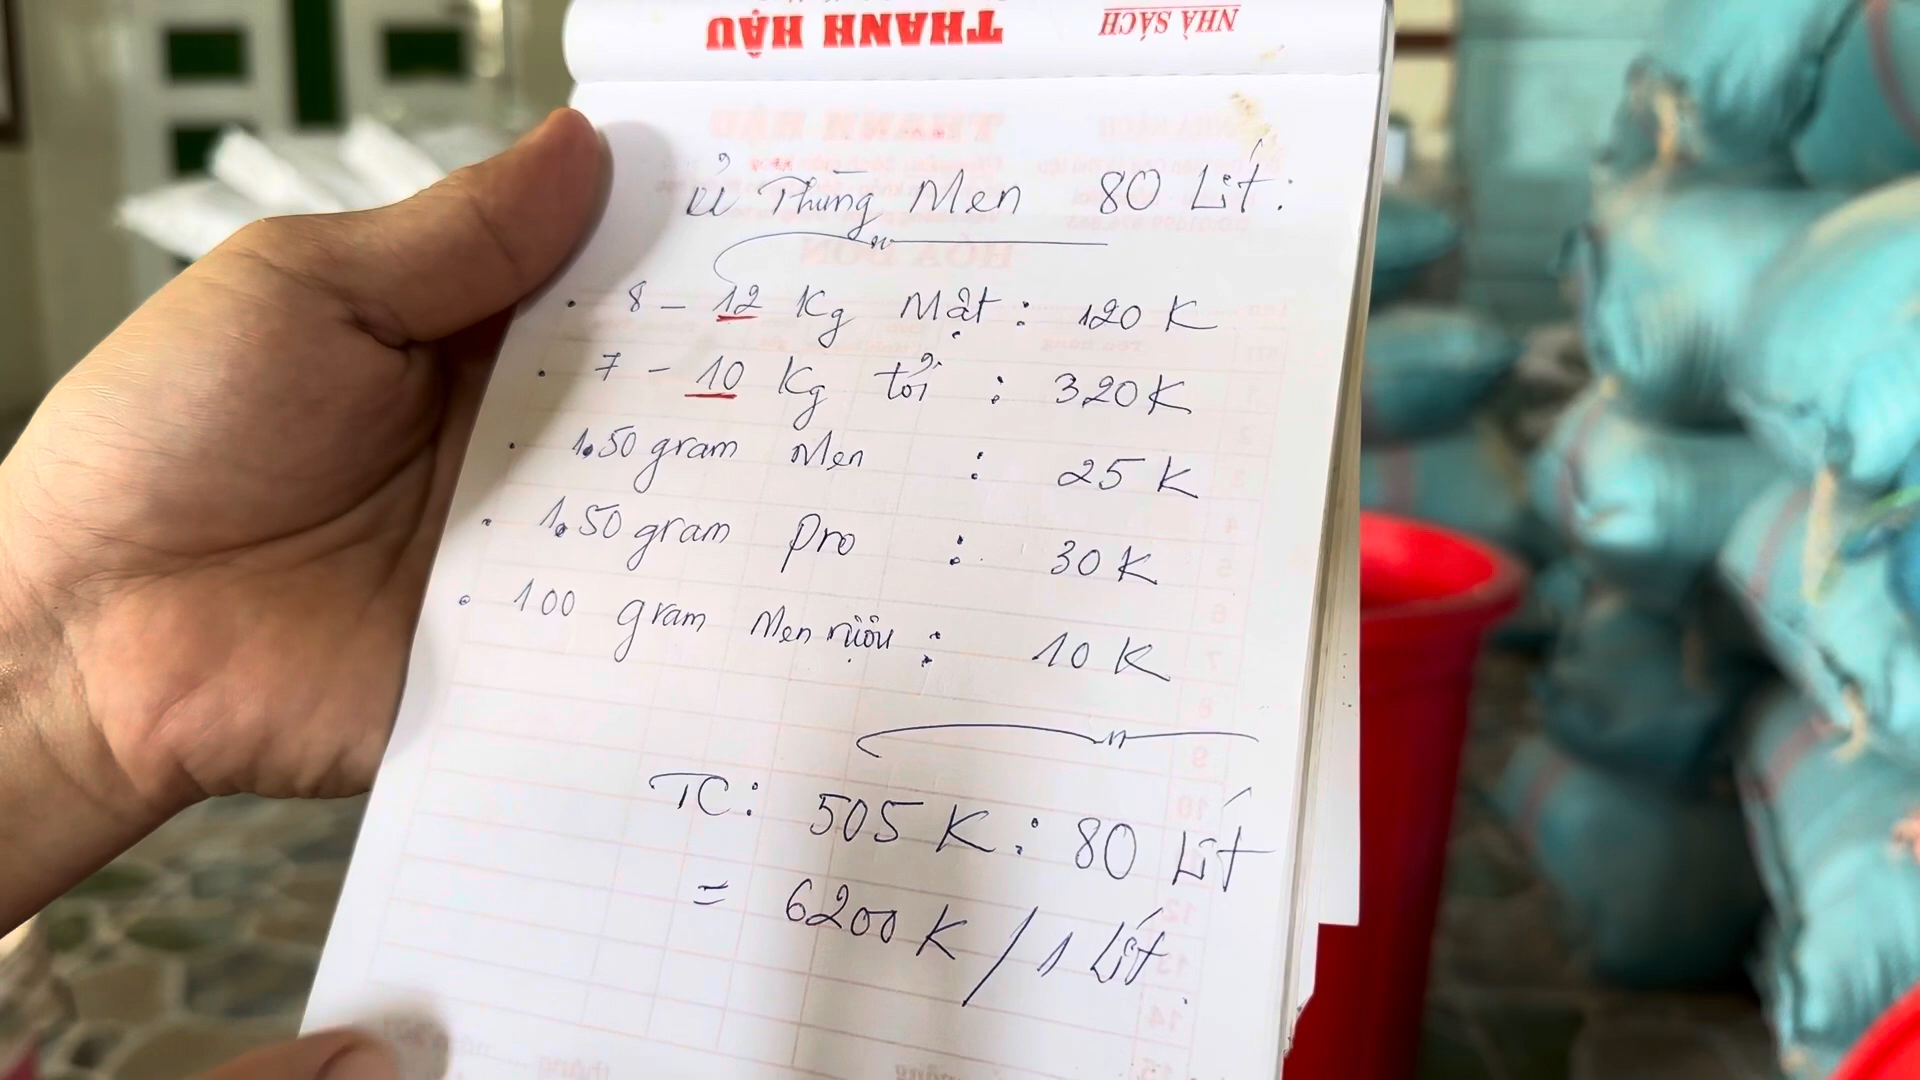 NHÀ SÁCH THANH HẬU
Ủ Thùng Men 80 Lít:
• 8 – 12 Kg Mật : 120 K
• 7 – 10 Kg tỏi : 320K
• 1.50 gram Men : 25 K
• 1.50 gram pro : 30 K
• 100 gram Men rượu : 10 K
TC: 505 K : 80 Lít
= 6200 K / 1 Lít.